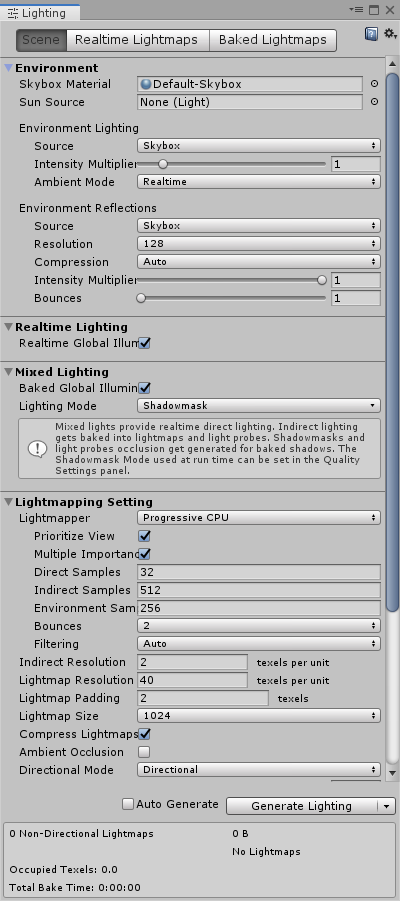 Lighting
Scene Realtime Lightmaps Baked Lightmaps
Environment
Skybox Material Default-Skybox
Sun Source None (Light)
Environment Lighting
Source Skybox
Intensity Multiplier 1
Ambient Mode Realtime
Environment Reflections
Source Skybox
Resolution 128
Compression Auto
Intensity Multiplier 1
Bounces 1
Realtime Lighting
Realtime Global Illum
Mixed Lighting
Baked Global Illumin
Lighting Mode Shadowmask
Mixed lights provide realtime direct lighting. Indirect lighting
gets baked into lightmaps and light probes. Shadowmasks and
light probes occlusion get generated for baked shadows. The
Shadowmask Mode used at run time can be set in the Quality
Settings panel.
Lightmapping Setting
Lightmapper Progressive CPU
Prioritize View
Multiple Importanc
Direct Samples 32
Indirect Samples 512
Environment Sam 256
Bounces 2
Filtering Auto
Indirect Resolution 2 texels per unit
Lightmap Resolution 40 texels per unit
Lightmap Padding 2 texels
Lightmap Size 1024
Compress Lightmaps
Ambient Occlusion
Directional Mode Directional
Auto Generate Generate Lighting
0 Non-Directional Lightmaps 0 B
No Lightmaps
Occupied Texels: 0.0
Total Bake Time: 0:00:00